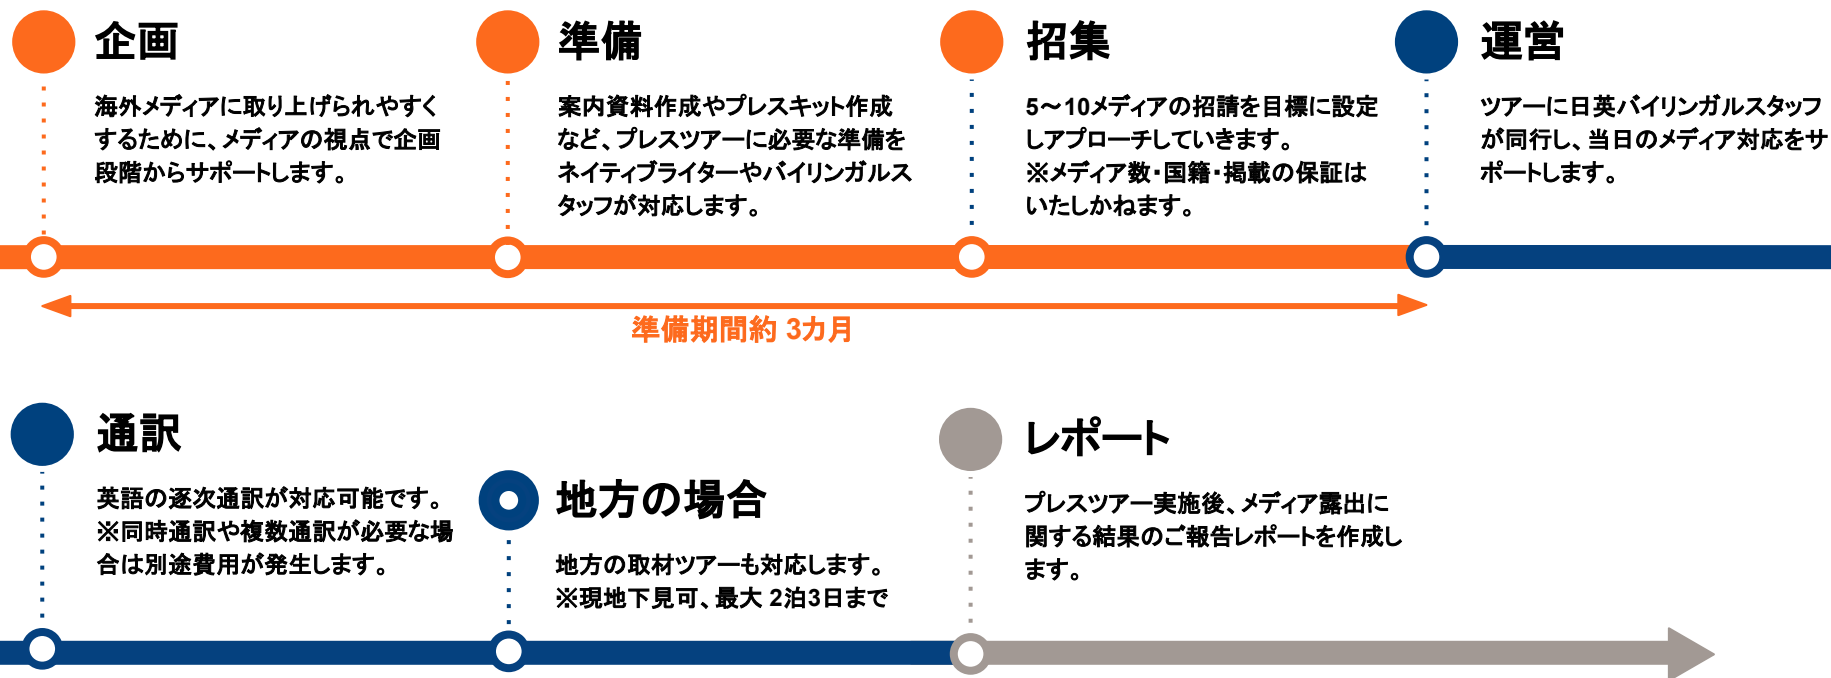 企画
海外メディアに取り上げられやすく
するために、メディアの視点で企画
段階からサポートします。
準備
案内資料作成やプレスキット作成
など、プレスツアーに必要な準備を
ネイティブライターやバイリンガルス
タッフが対応します。
招集
5～10メディアの招請を目標に設定
しアプローチしていきます。
※メディア数・国籍・掲載の保証は
いたしかねます。
運営
ツアーに日英バイリンガルスタッフ
が同行し、当日のメディア対応をサ
ポートします。
準備期間約 3カ月
通訳
英語の逐次通訳が対応可能です。
※同時通訳や複数通訳が必要な場
合は別途費用が発生します。
地方の場合
地方の取材ツアーも対応します。
※現地下見可、最大 2泊3日まで
レポート
プレスツアー実施後、メディア露出に
関する結果のご報告レポートを作成し
ます。